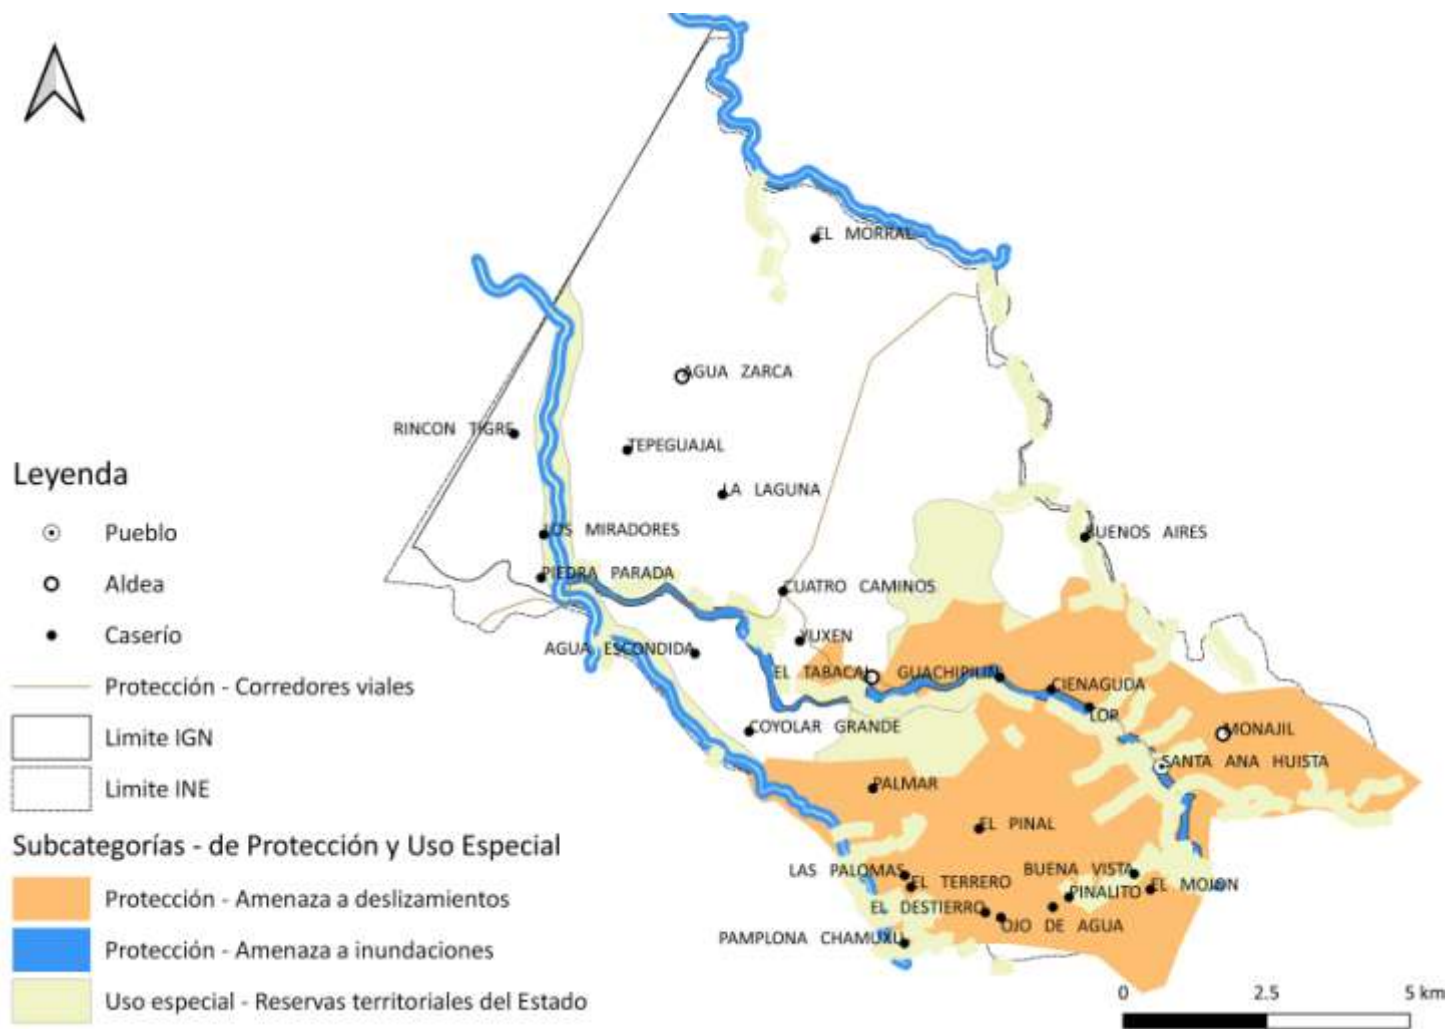 EL MORRAL
AGUA ZARCA
RINCON TIGRE
TEPEGUAJAL
LA LAGUNA
LOS MIRADORES
BUENOS AIRES
PIEDRA PARADA
CUATRO CAMINOS
YUXEN
AGUA ESCONDIDA
EL TABACAL
GUACHIPILIN
CIENAGUDA
LOP
COYOLAR GRANDE
MONAJIL
SANTA ANA HUISTA
PALMAR
EL PINAL
LAS PALOMAS
EL TERRERO
BUENA VISTA
EL MOJON
PINALITO
EL DESTIERRO
OJO DE AGUA
PAMPLONA CHAMUXU
Leyenda
Pueblo
Aldea
Caserío
Protección - Corredores viales
Limite IGN
Limite INE
Subcategorías - de Protección y Uso Especial
Protección - Amenaza a deslizamientos
Protección - Amenaza a inundaciones
Uso especial - Reservas territoriales del Estado
0 2.5 5 km